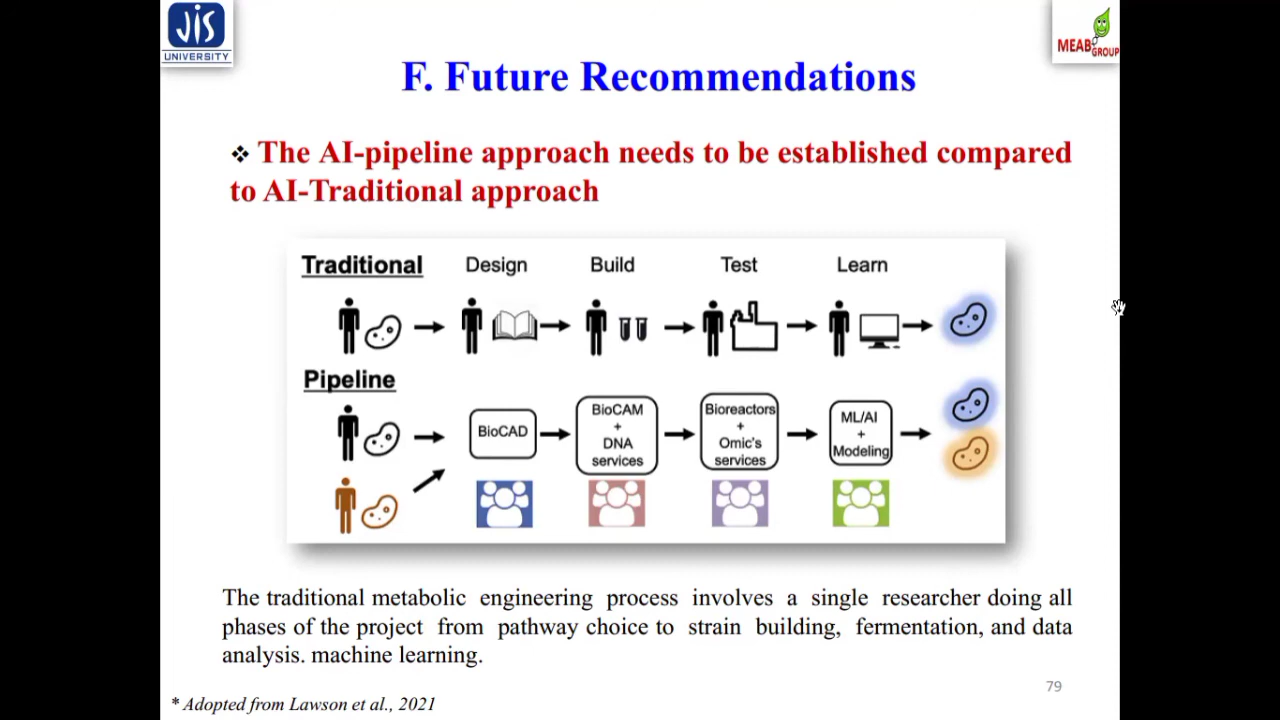 JIS
UNIVERSITY
MEAB GROUP
F. Future Recommendations
❖ The AI-pipeline approach needs to be established compared
to AI-Traditional approach
Traditional Design Build Test Learn
Pipeline
BioCAD
BioCAM
+
DNA
services
Bioreactors
+
Omic's
services
ML/AI
+
Modeling
The traditional metabolic engineering process involves a single researcher doing all
phases of the project from pathway choice to strain building, fermentation, and data
analysis. machine learning.
79
* Adopted from Lawson et al., 2021